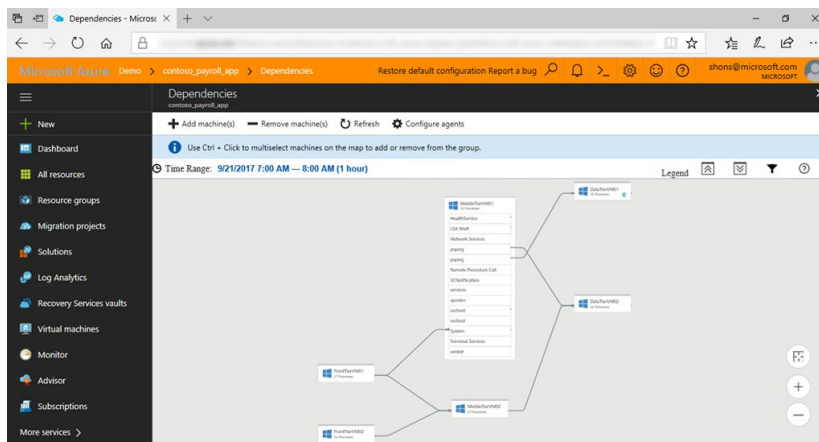 Dependencies - Microsc
Microsoft Azure Demo > contoso_payroll_app > Dependencies
Restore default configuration Report a bug
shons@microsoft.com
MICROSOFT
Dependencies
contoso_payroll_app
New
Add machine(s) Remove machine(s) Refresh Configure agents
Dashboard
Use Ctrl + Click to multiselect machines on the map to add or remove from the group.
Time Range: 9/21/2017 7:00 AM — 8:00 AM (1 hour)
Legend
All resources
Resource groups
Migration projects
Solutions
Log Analytics
Recovery Services vaults
Virtual machines
Monitor
Advisor
Subscriptions
More services >
MiddleTierVM01
HealthService
LSA Shell
Network Services
psping
psping
Remote Procedure Call
SCNotification
services
spoolsv
svchost
svchost
System
Terminal Services
wininit
DataTierVM01
DataTierVM02
FrontTierVM01
MiddleTierVM02
FrontTierVM02